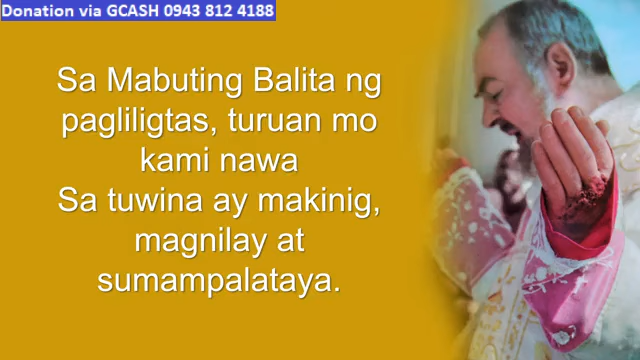 Donation via GCASH 0943 812 4188
Sa Mabuting Balita ng
pagliligtas, turuan mo
kami nawa
Sa tuwina ay makinig,
magnilay at
sumampalataya.